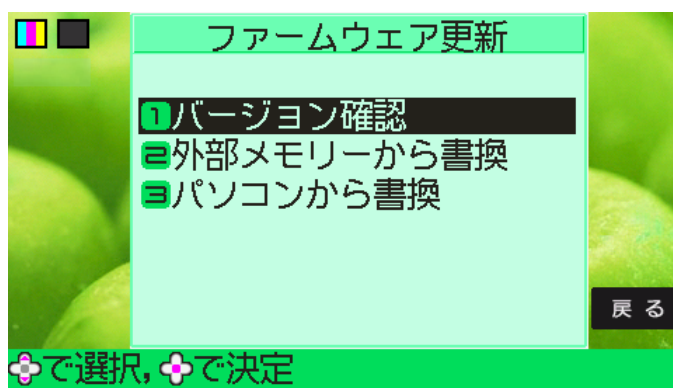 ファームウェア更新
1バージョン確認
2外部メモリーから書換
3パソコンから書換
戻る
で選択,で決定